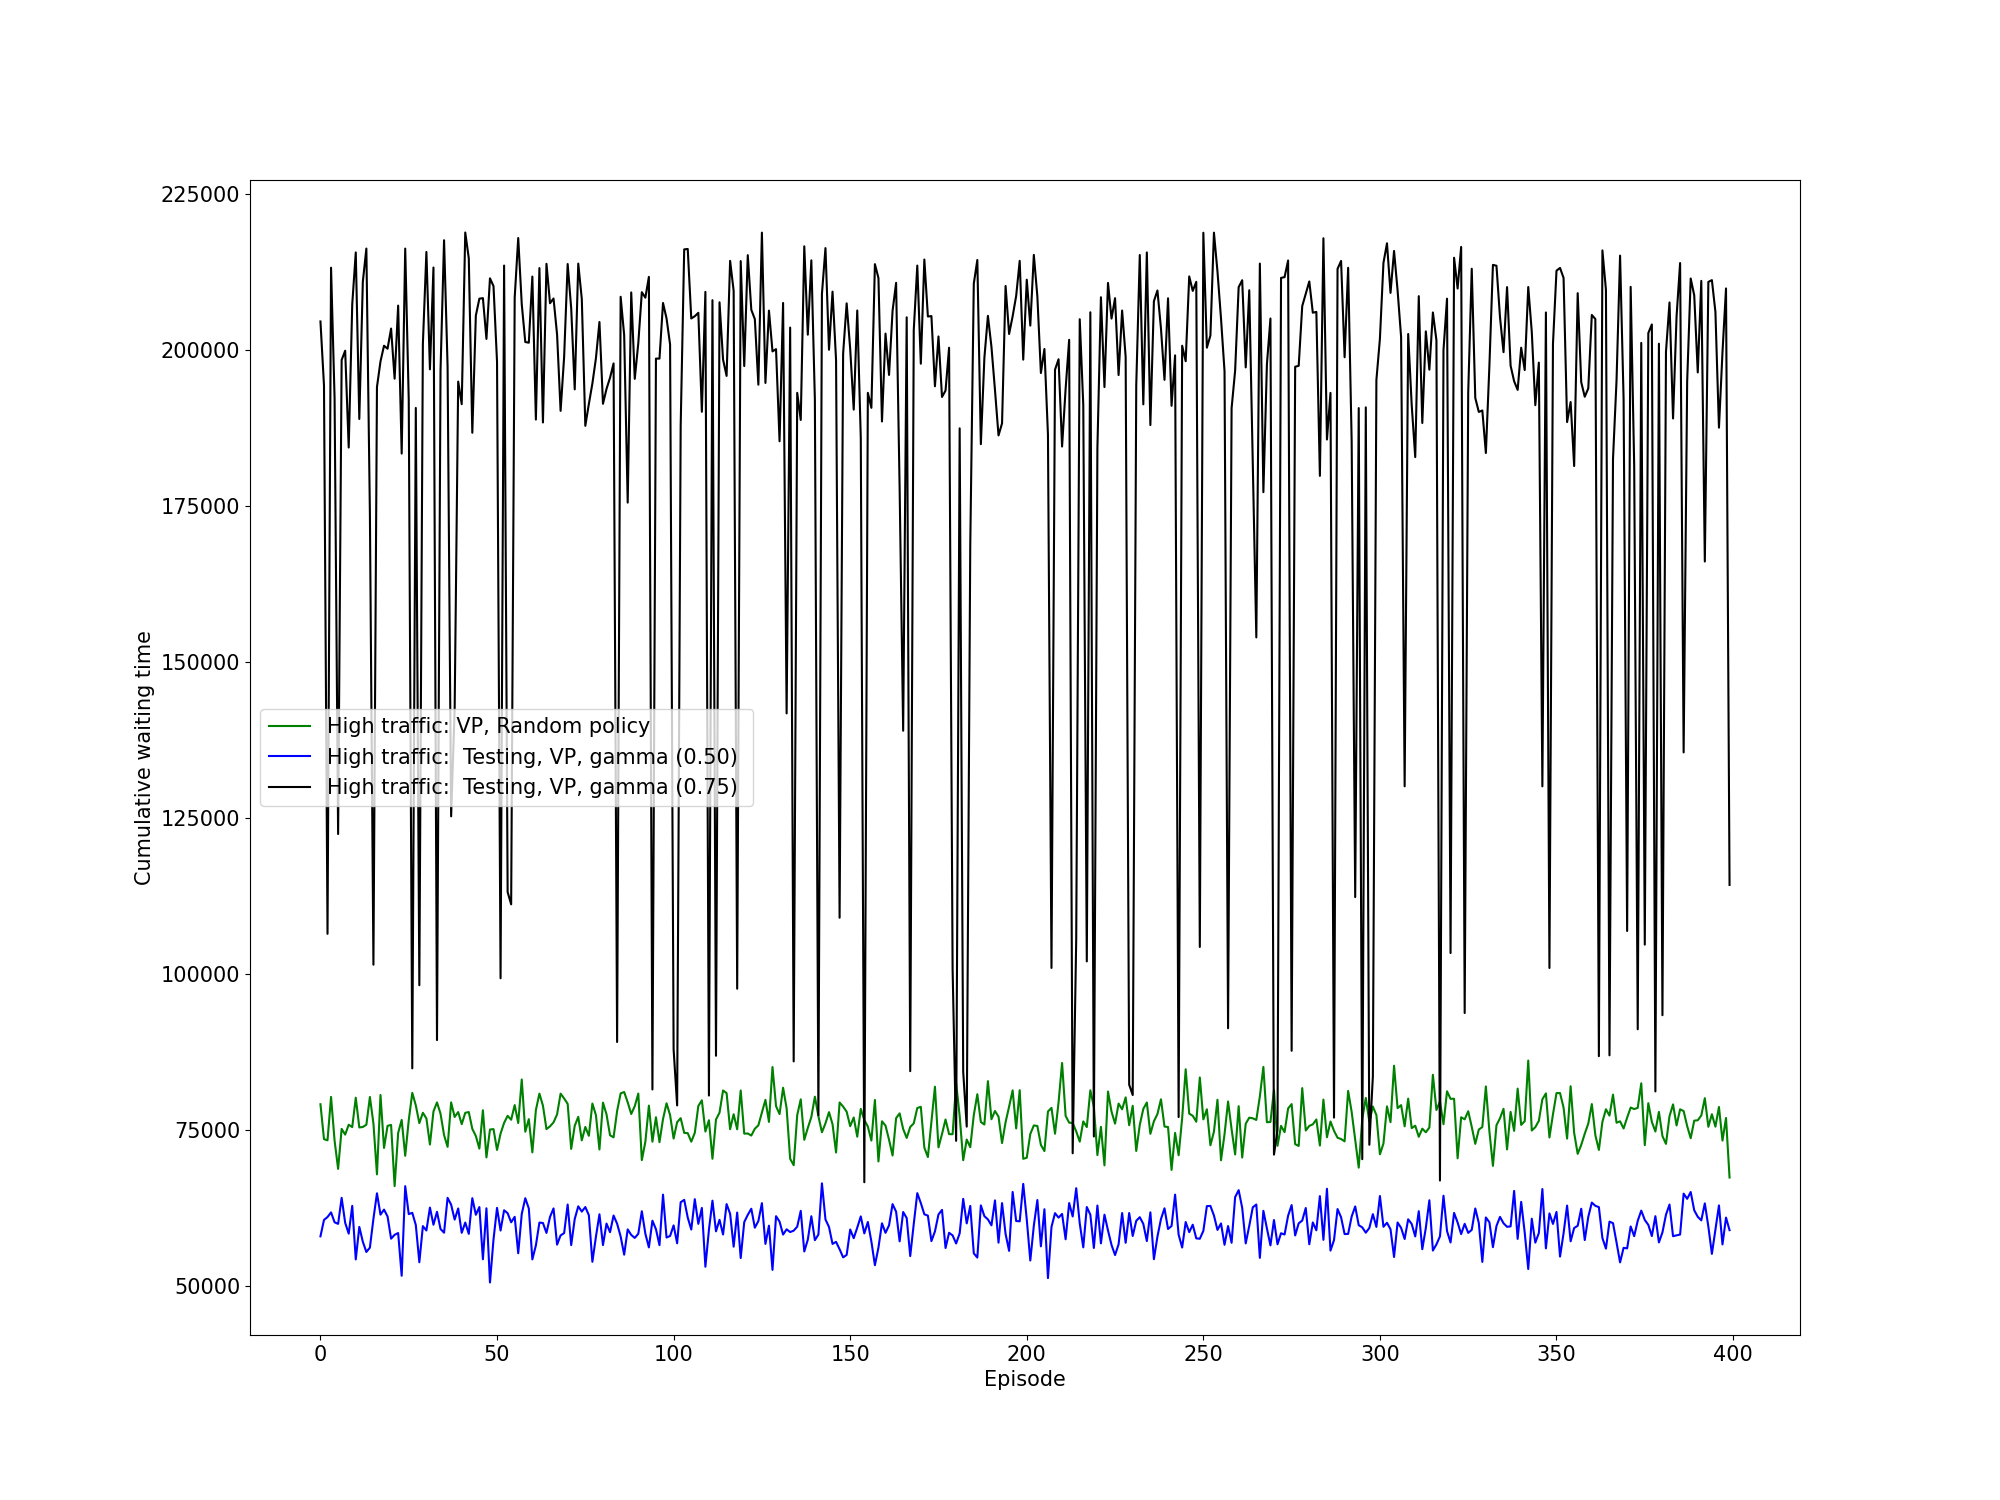 225000
200000
175000
150000
125000
100000
75000
50000
Cumulative waiting time
High traffic: VP, Random policy
High traffic:  Testing, VP, gamma (0.50)
High traffic:  Testing, VP, gamma (0.75)
0 50 100 150 200 250 300 350 400
Episode